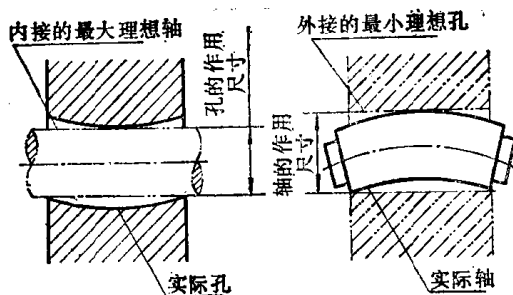 内接的最大理想轴
孔的作用
尺寸
实际孔
外接的最小理想孔
轴的作用
尺寸
实际轴